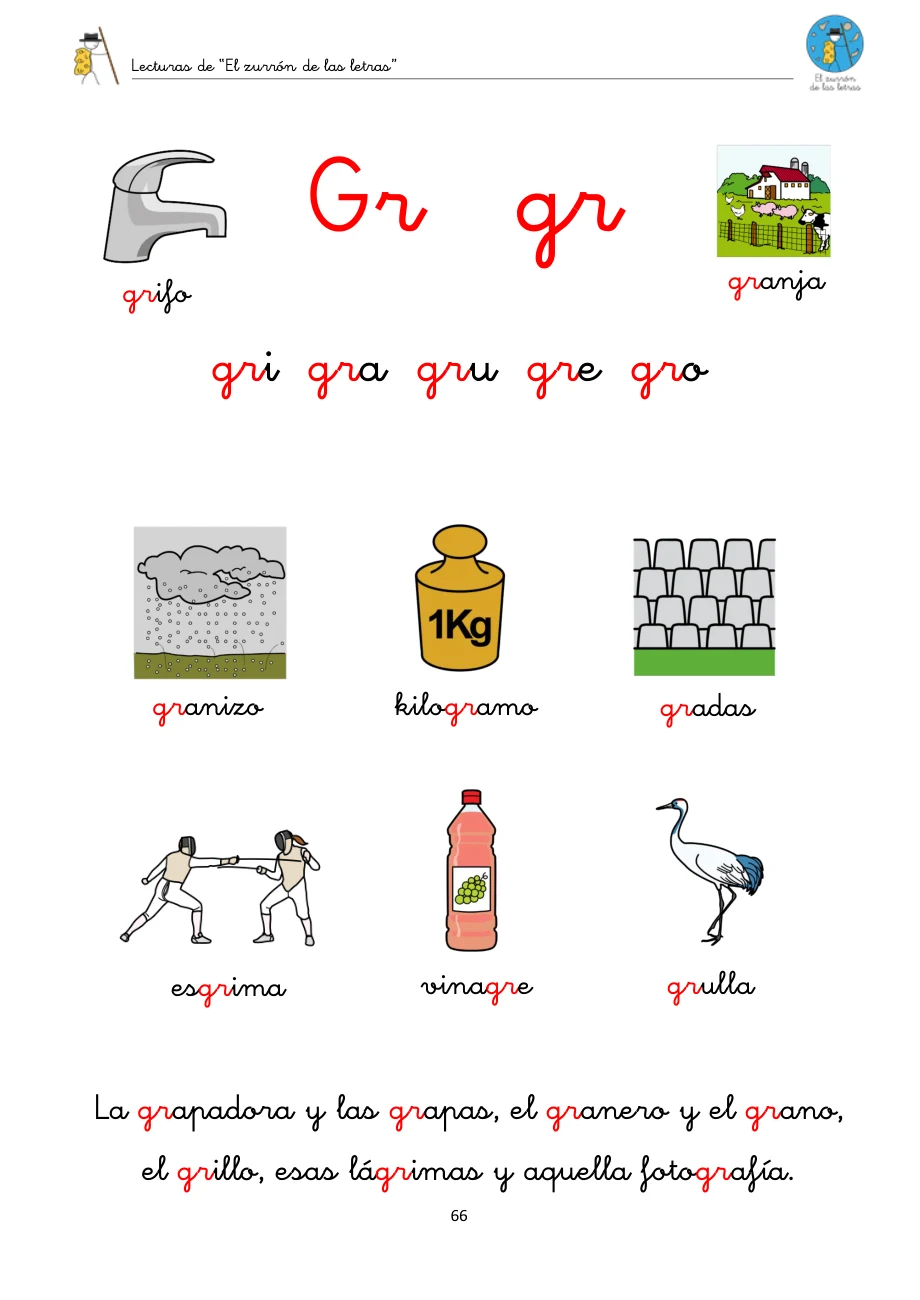 Lecturas de "El zurrón de las letras"
El zurrón
de las letras
Gr gr
grifo
granja
gri gra gru gre gro
1Kg
granizo kilogramo gradas
esgrima vinagre grulla
La grapadora y las grapas, el granero y el grano,
el grillo, esas lágrimas y aquella fotografía.
66